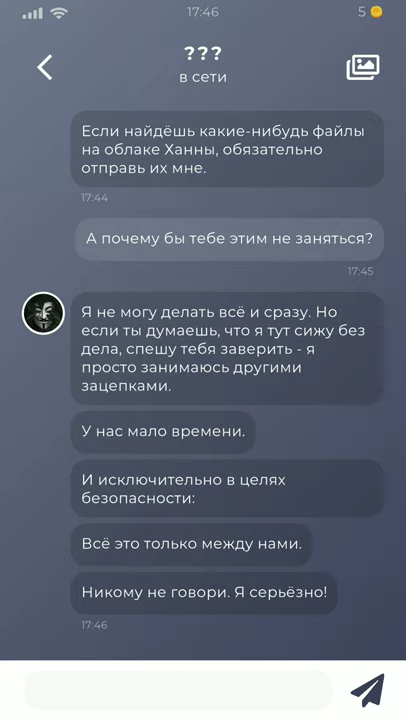 17:46
5
???
в сети
Если найдёшь какие-нибудь файлы
на облаке Ханны, обязательно
отправь их мне.
17:44
А почему бы тебе этим не заняться?
17:45
Я не могу делать всё и сразу. Но
если ты думаешь, что я тут сижу без
дела, спешу тебя заверить - я
просто занимаюсь другими
зацепками.
У нас мало времени.
И исключительно в целях
безопасности:
Всё это только между нами.
Никому не говори. Я серьёзно!
17:46